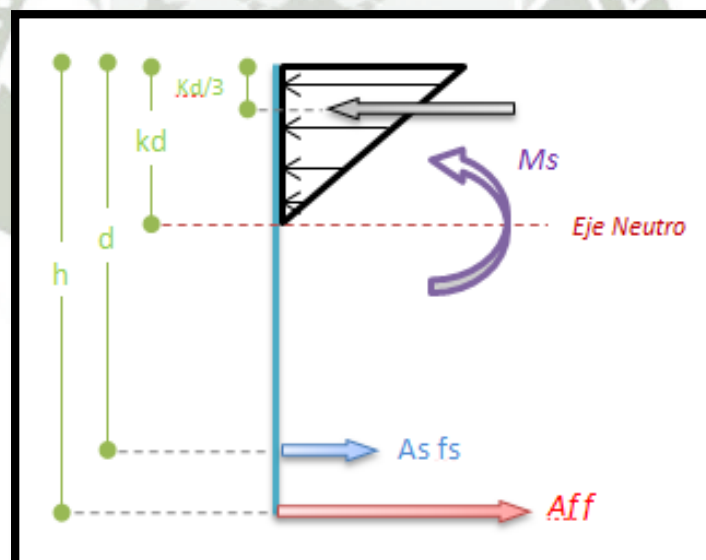 Kd/3
kd
d
h
Ms
Eje Neutro
As fs
Aff